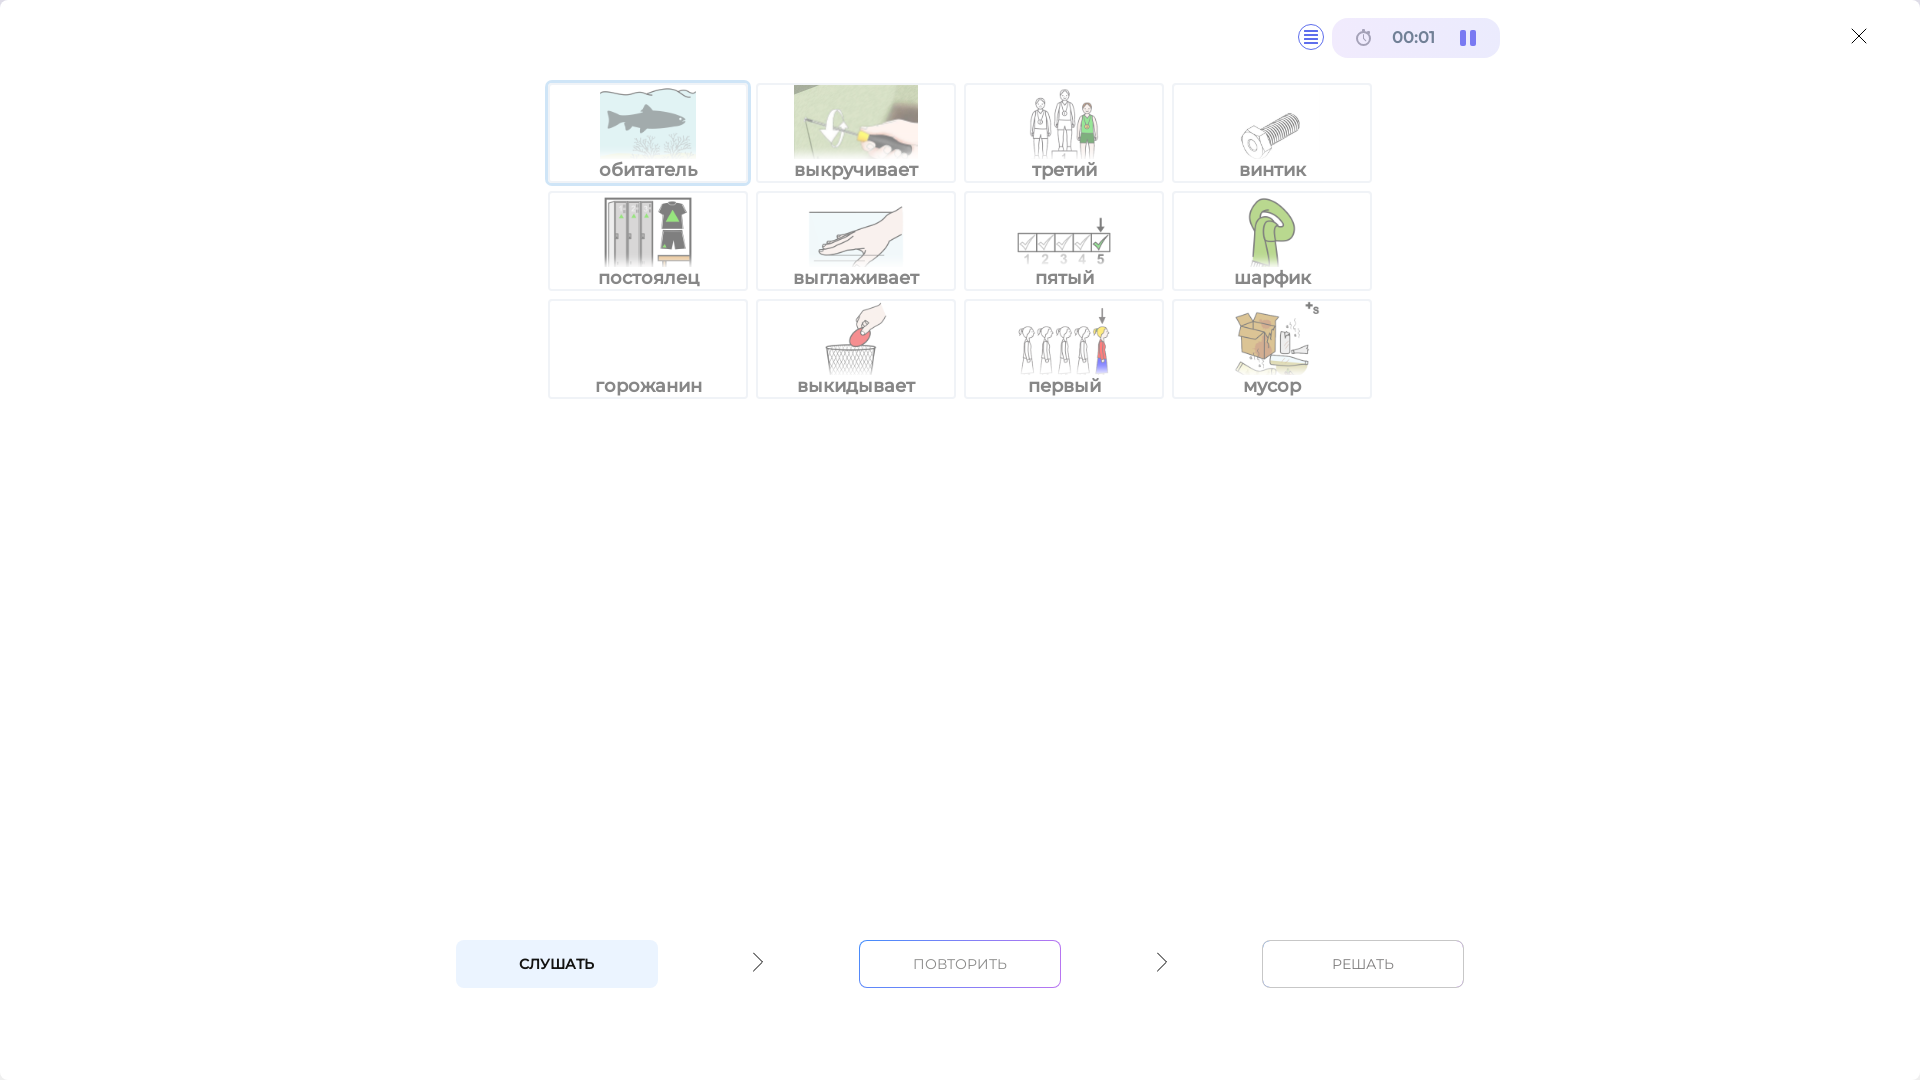 00:01
обитатель
выкручивает
третий
винтик
постоялец
выглаживает
1 2 3 4 5
пятый
шарфик
горожанин
выкидывает
первый
+s
мусор
СЛУШАТЬ
ПОВТОРИТЬ
РЕШАТЬ